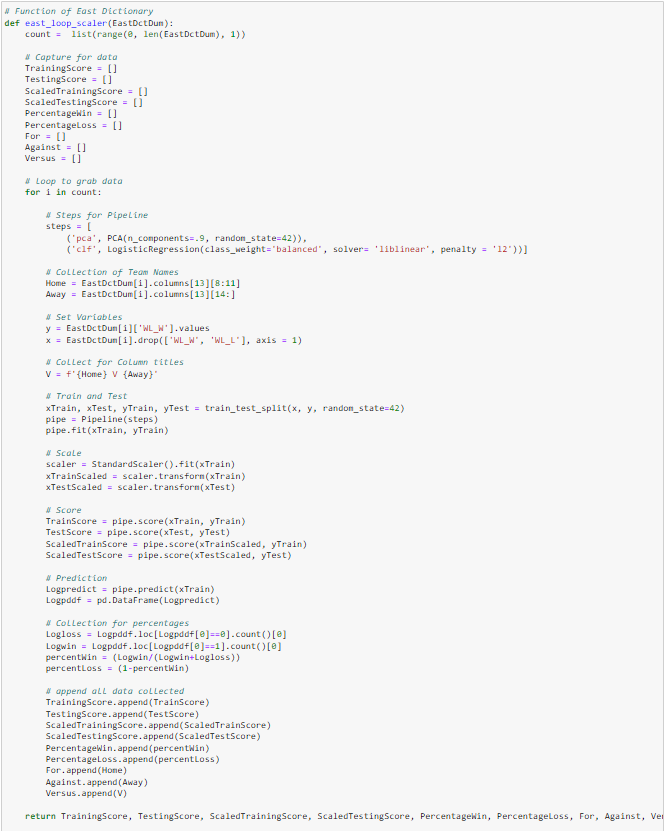 # Function of East Dictionary
def east_loop_scaler(EastDctDum):
    count =  list(range(0, len(EastDctDum), 1))

    # Capture for data
    TrainingScore = []
    TestingScore = []
    ScaledTrainingScore = []
    ScaledTestingScore = []
    PercentageWin = []
    PercentageLoss = []
    For = []
    Against = []
    Versus = []

    # Loop to grab data
    for i in count:

        # Steps for Pipeline
        steps = [
            ('pca', PCA(n_components=.9, random_state=42)),
            ('clf', LogisticRegression(class_weight='balanced', solver= 'liblinear', penalty = 'l2'))]

        # Collection of Team Names
        Home = EastDctDum[i].columns[13][8:11]
        Away = EastDctDum[i].columns[13][14:]

        # Set Variables
        y = EastDctDum[i]['WL_W'].values
        x = EastDctDum[i].drop(['WL_W', 'WL_L'], axis = 1)

        # Collect for Column titles
        V = f'{Home} V {Away}'

        # Train and Test
        xTrain, xTest, yTrain, yTest = train_test_split(x, y, random_state=42)
        pipe = Pipeline(steps)
        pipe.fit(xTrain, yTrain)

        # Scale
        scaler = StandardScaler().fit(xTrain)
        xTrainScaled = scaler.transform(xTrain)
        xTestScaled = scaler.transform(xTest)

        # Score
        TrainScore = pipe.score(xTrain, yTrain)
        TestScore = pipe.score(xTest, yTest)
        ScaledTrainScore = pipe.score(xTrainScaled, yTrain)
        ScaledTestScore = pipe.score(xTestScaled, yTest)

        # Prediction
        Logpredict = pipe.predict(xTrain)
        Logpddf = pd.DataFrame(Logpredict)

        # Collection for percentages
        Logloss = Logpddf.loc[Logpddf[0]==0].count()[0]
        Logwin = Logpddf.loc[Logpddf[0]==1].count()[0]
        percentWin = (Logwin/(Logwin+Logloss))
        percentLoss = (1-percentWin)

        # append all data collected
        TrainingScore.append(TrainScore)
        TestingScore.append(TestScore)
        ScaledTrainingScore.append(ScaledTrainScore)
        ScaledTestingScore.append(ScaledTestScore)
        PercentageWin.append(percentWin)
        PercentageLoss.append(percentLoss)
        For.append(Home)
        Against.append(Away)
        Versus.append(V)

    return TrainingScore, TestingScore, ScaledTrainingScore, ScaledTestingScore, PercentageWin, PercentageLoss, For, Against,